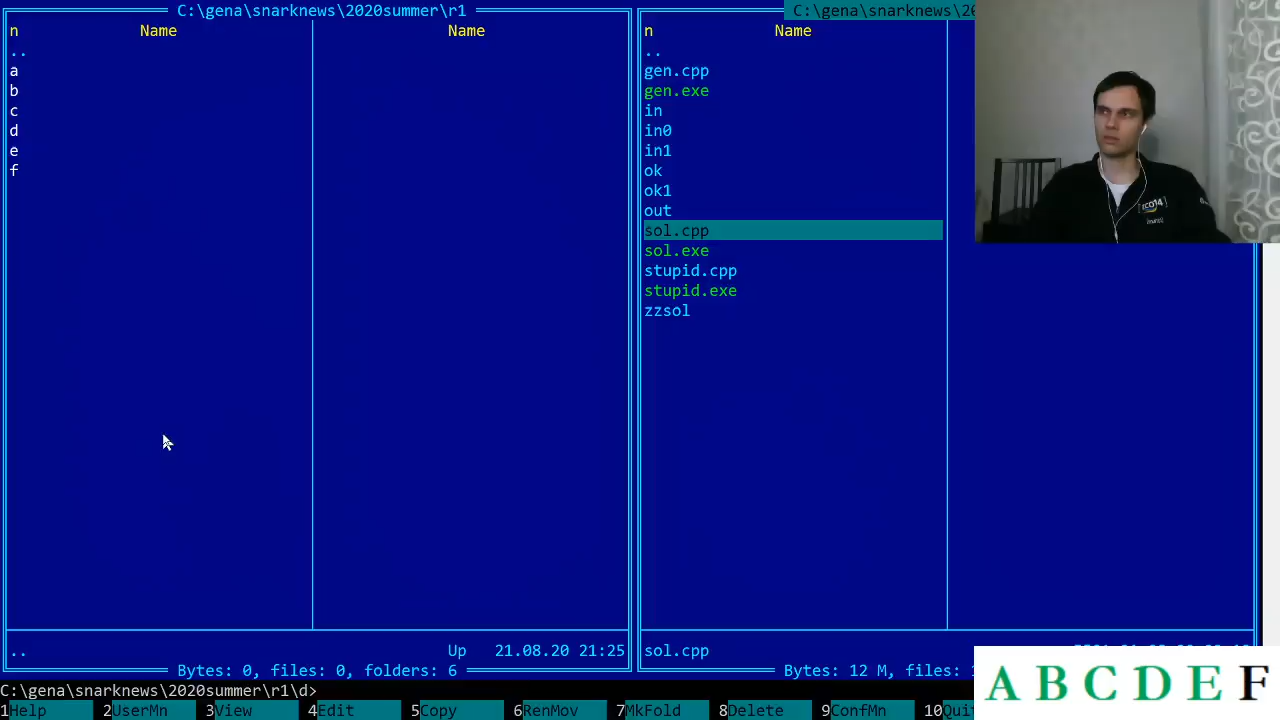 C:\gena\snarknews\2020summer\r1
n Name Name
..
a
b
c
d
e
f
.. Up 21.08.20 21:25
Bytes: 0, files: 0, folders: 6
C:\gena\snarknews\20
n Name
..
gen.cpp
gen.exe
in
in0
in1
ok
ok1
out
sol.cpp
sol.exe
stupid.cpp
stupid.exe
zzsol
sol.cpp
Bytes: 12 M, files:
C:\gena\snarknews\2020summer\r1\d>
1Help 2UserMn 3View 4Edit 5Copy 6RenMov 7MkFold 8Delete 9ConfMn 10Qui
A B C D E F